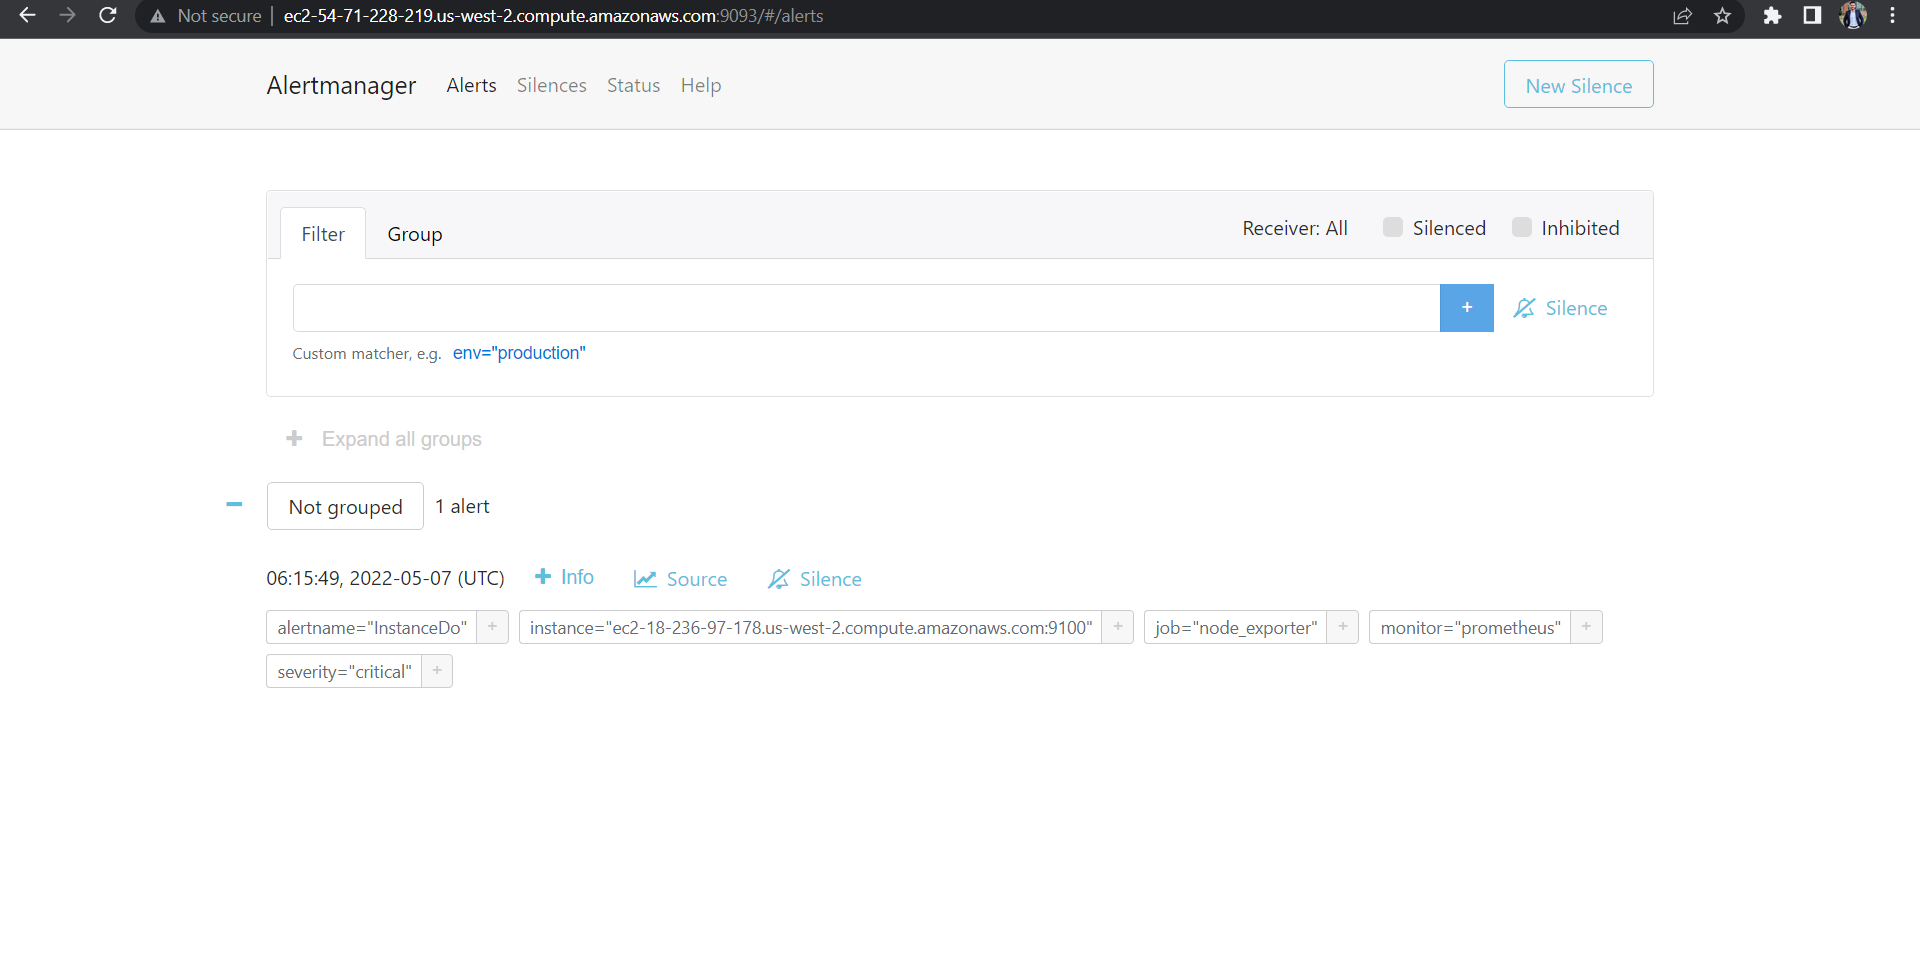 Not secure | ec2-54-71-228-219.us-west-2.compute.amazonaws.com:9093/#/alerts
Alertmanager Alerts Silences Status Help New Silence
Filter Group Receiver: All Silenced Inhibited
+ Silence
Custom matcher, e.g. env="production"
+ Expand all groups
Not grouped 1 alert
06:15:49, 2022-05-07 (UTC) + Info Source Silence
alertname="InstanceDo" + instance="ec2-18-236-97-178.us-west-2.compute.amazonaws.com:9100" + job="node_exporter" + monitor="prometheus" +
severity="critical" +